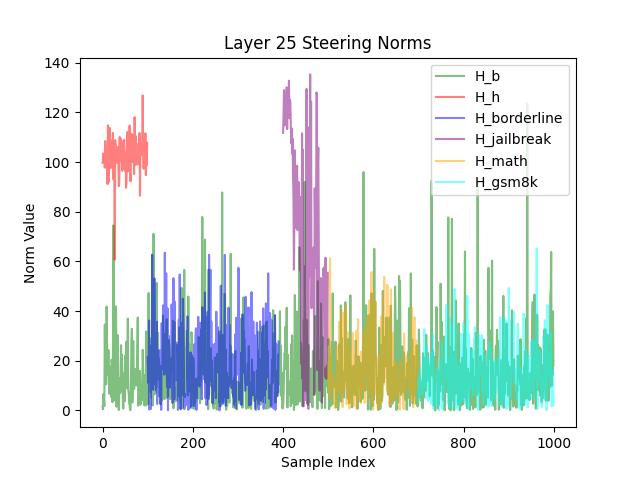 Layer 25 Steering Norms
Norm Value
140
120
100
80
60
40
20
0
0
200
400
600
800
1000
Sample Index
H_b
H_h
H_borderline
H_jailbreak
H_math
H_gsm8k